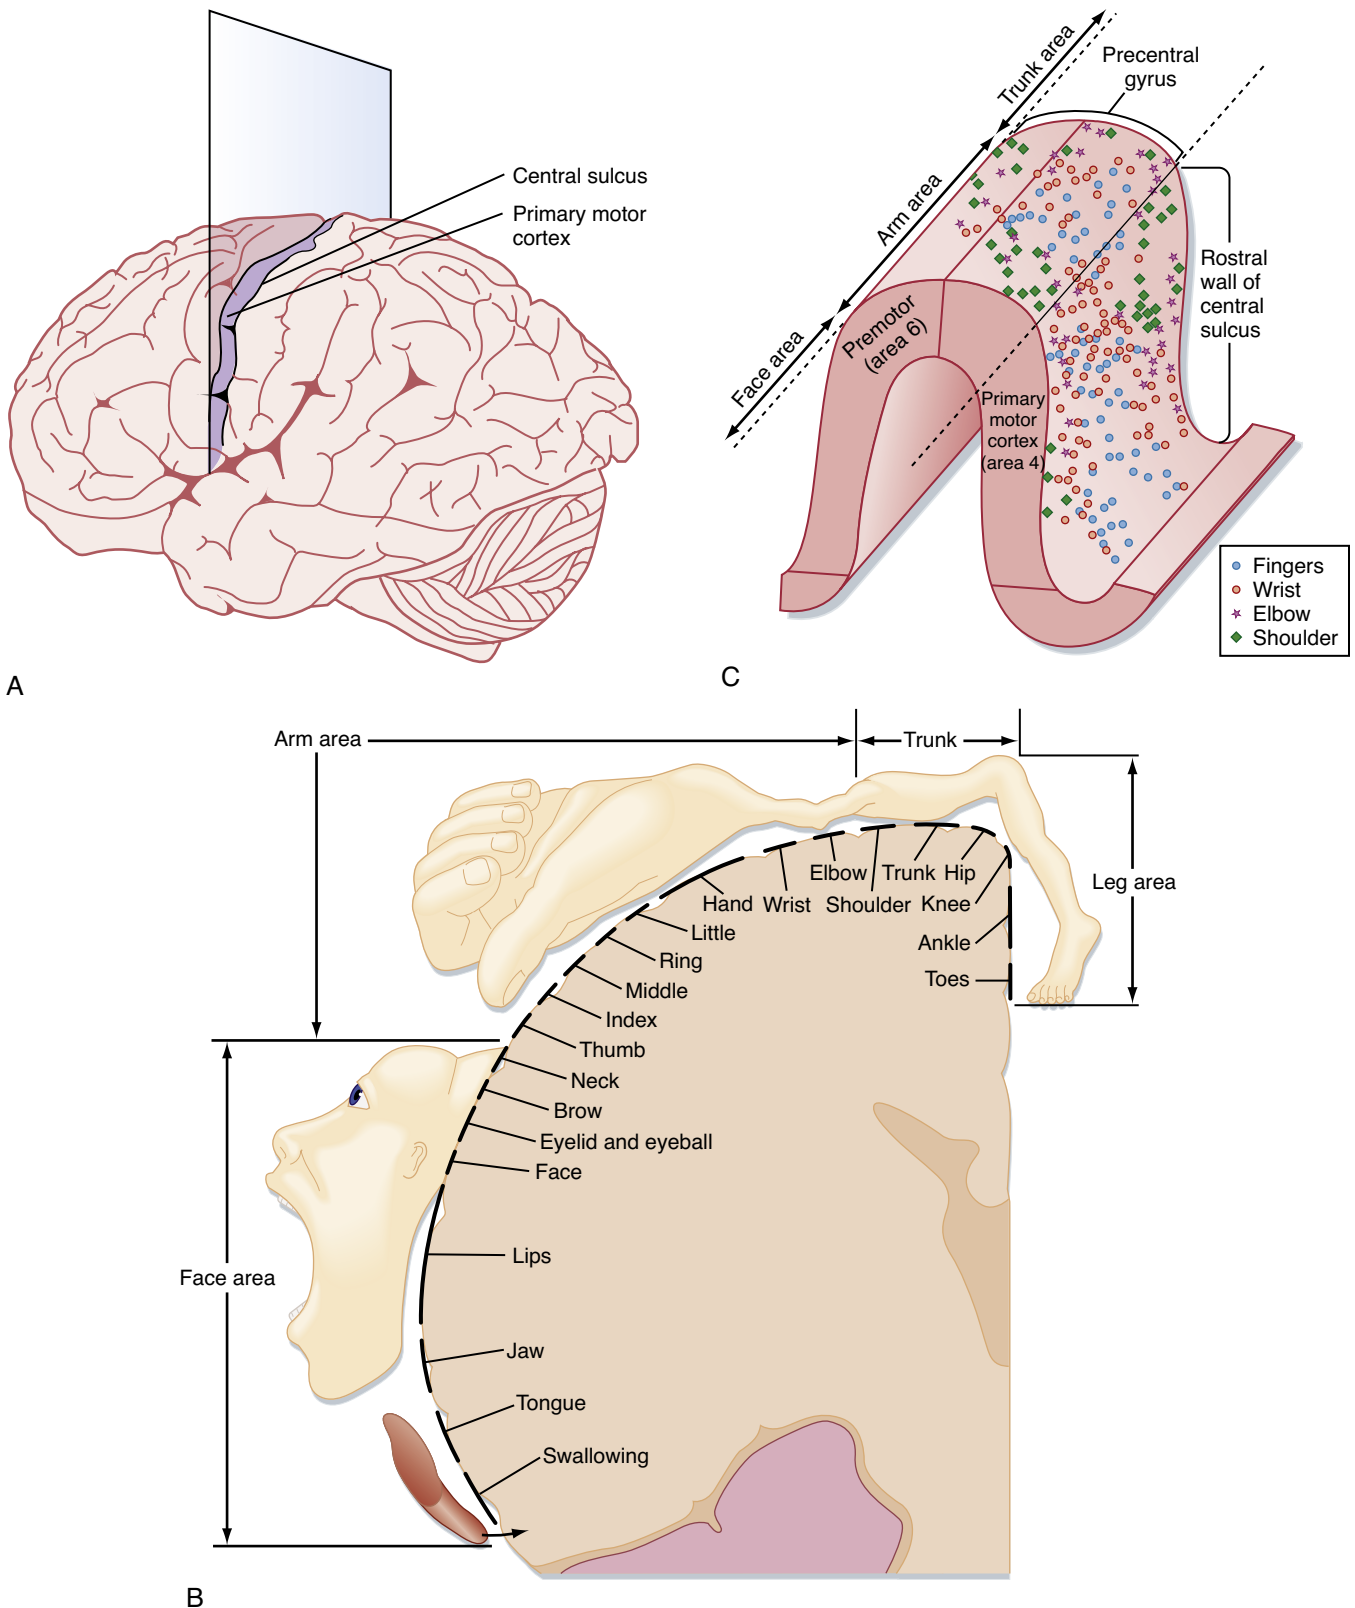 Central sulcus
Primary motor
cortex
A
Trunk area
Precentral
gyrus
Arm area
Face area
Premotor
(area 6)
Primary
motor
cortex
(area 4)
Rostral
wall of
central
sulcus
Fingers
Wrist
Elbow
Shoulder
C
Arm area
Trunk
Leg area
Elbow
Trunk
Hip
Hand
Wrist
Shoulder
Knee
Little
Ankle
Ring
Toes
Middle
Index
Thumb
Neck
Brow
Eyelid and eyeball
Face
Lips
Face area
Jaw
Tongue
Swallowing
B